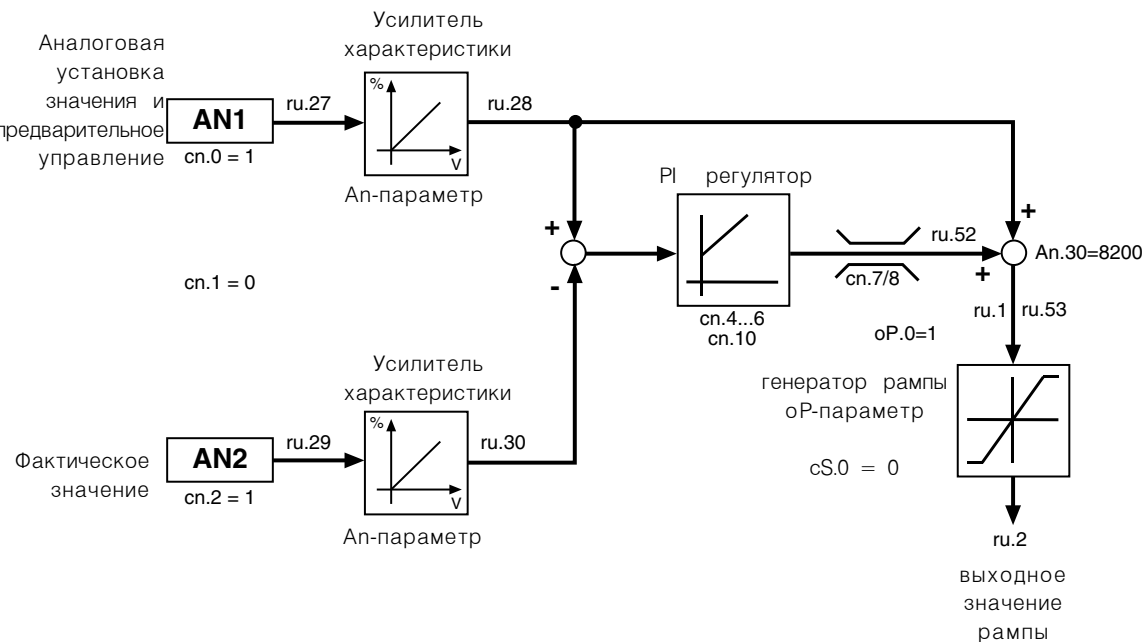 Аналоговая
установка
значения и
предварительное
управление
AN1
cn.0 = 1
ru.27
Усилитель
характеристики
%
V
An-параметр
ru.28
+
-
cn.1 = 0
PI регулятор
cn.4...6
cn.10
cn.7/8
ru.52
+
+
An.30=8200
ru.1 ru.53
oP.0=1
генератор рампы
oP-параметр
cS.0 = 0
ru.2
выходное
значение
рампы
Фактическое
значение
AN2
cn.2 = 1
ru.29
Усилитель
характеристики
%
V
An-параметр
ru.30